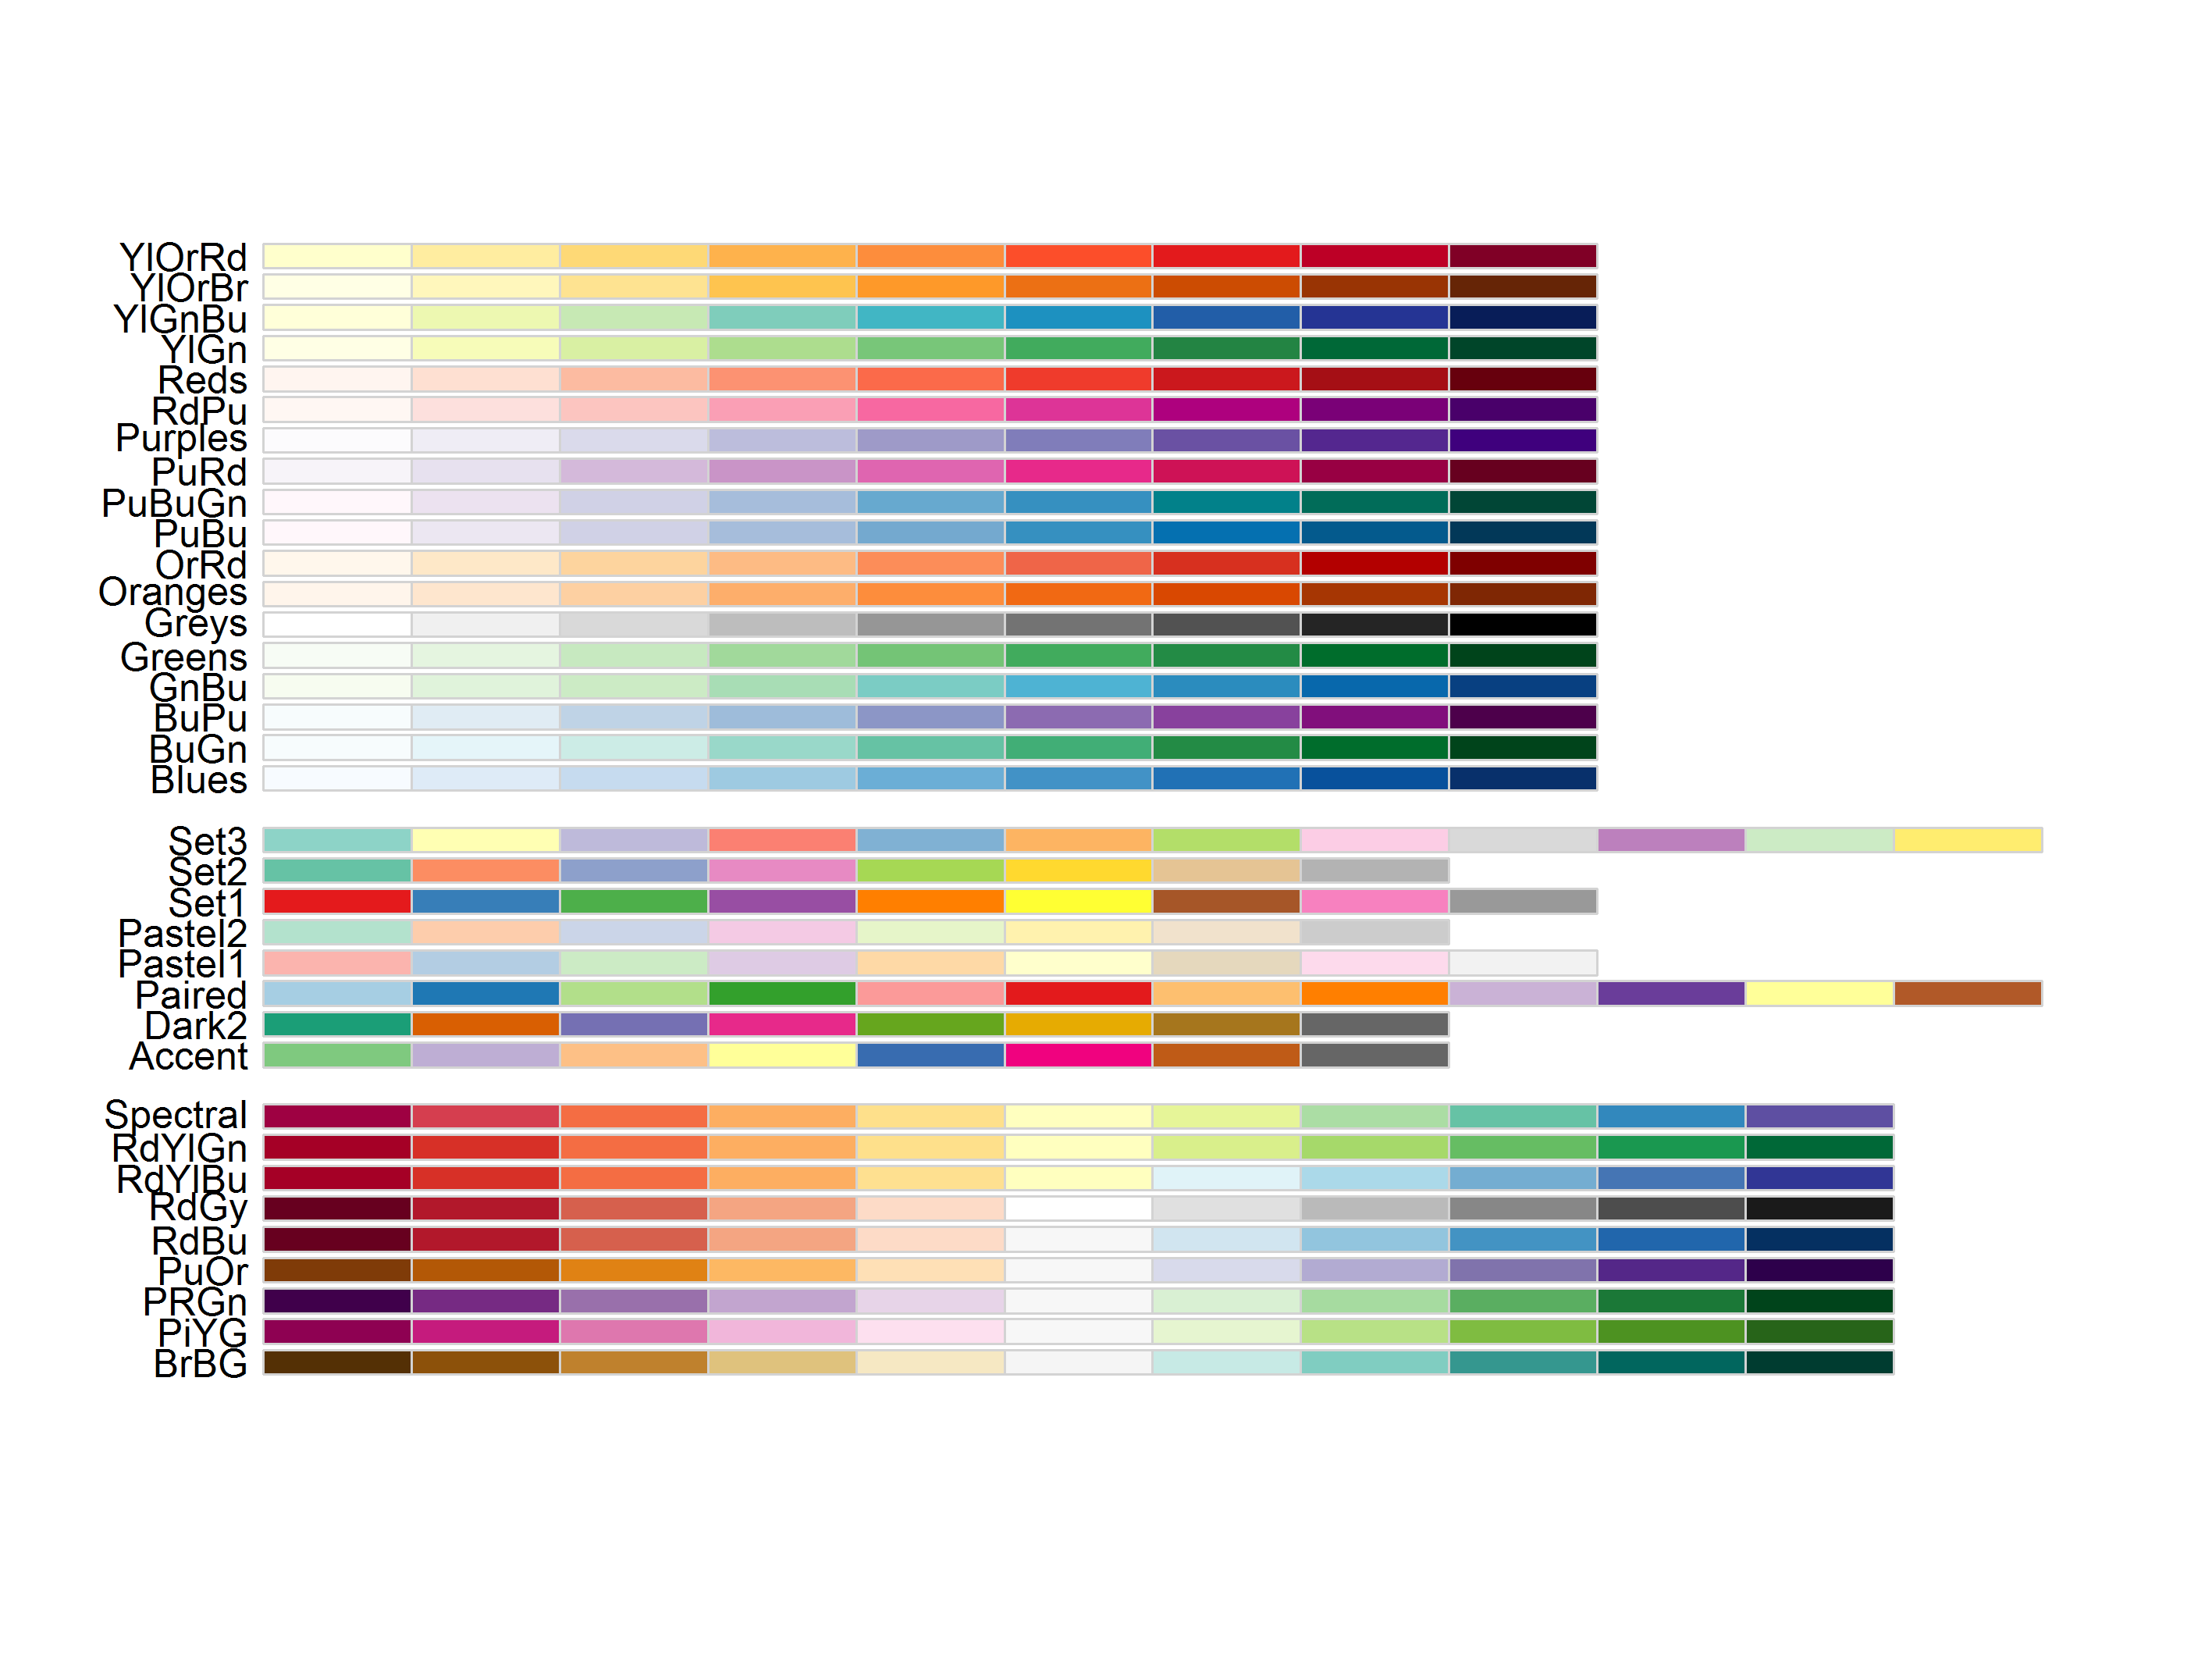 YlOrRd
YlOrBr
YlGnBu
YlGn
Reds
RdPu
Purples
PuRd
PuBuGn
PuBu
OrRd
Oranges
Greys
Greens
GnBu
BuPu
BuGn
Blues
Set3
Set2
Set1
Pastel2
Pastel1
Paired
Dark2
Accent
Spectral
RdYlGn
RdYlBu
RdGy
RdBu
PuOr
PRGn
PiYG
BrBG